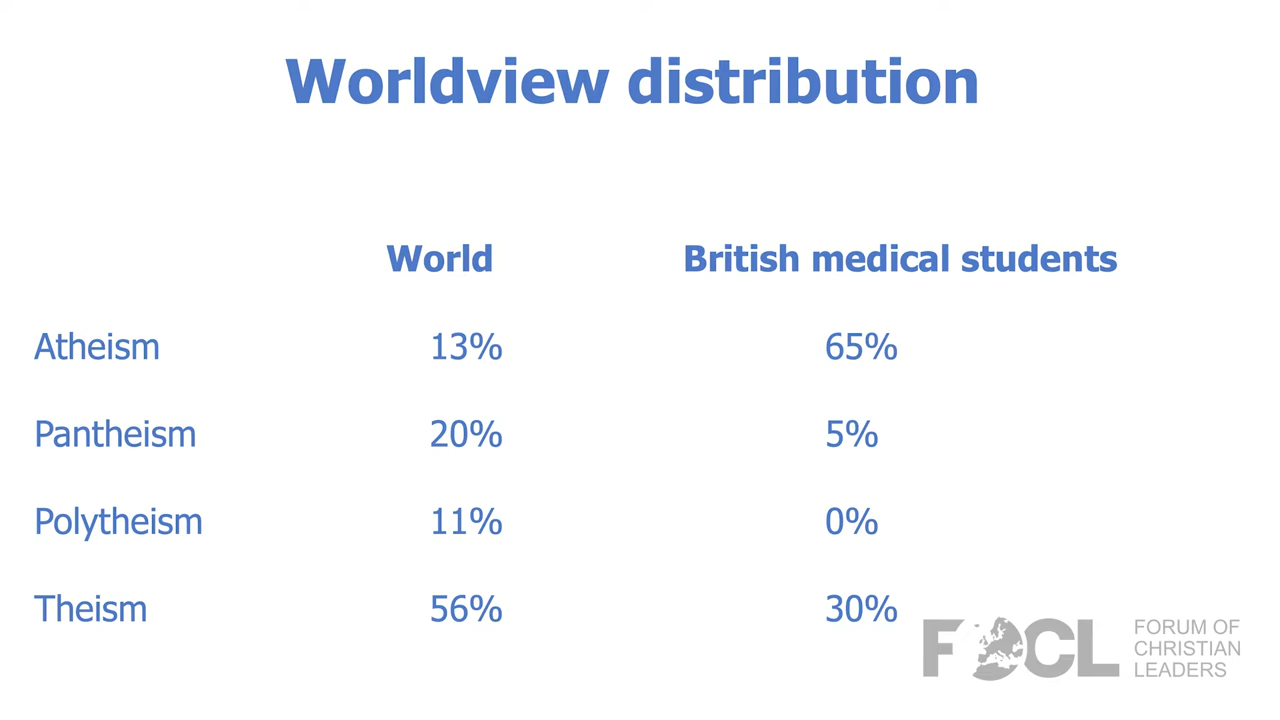 Worldview distribution
World British medical students
Atheism 13% 65%
Pantheism 20% 5%
Polytheism 11% 0%
Theism 56% 30%
FOCL FORUM OF
CHRISTIAN
LEADERS